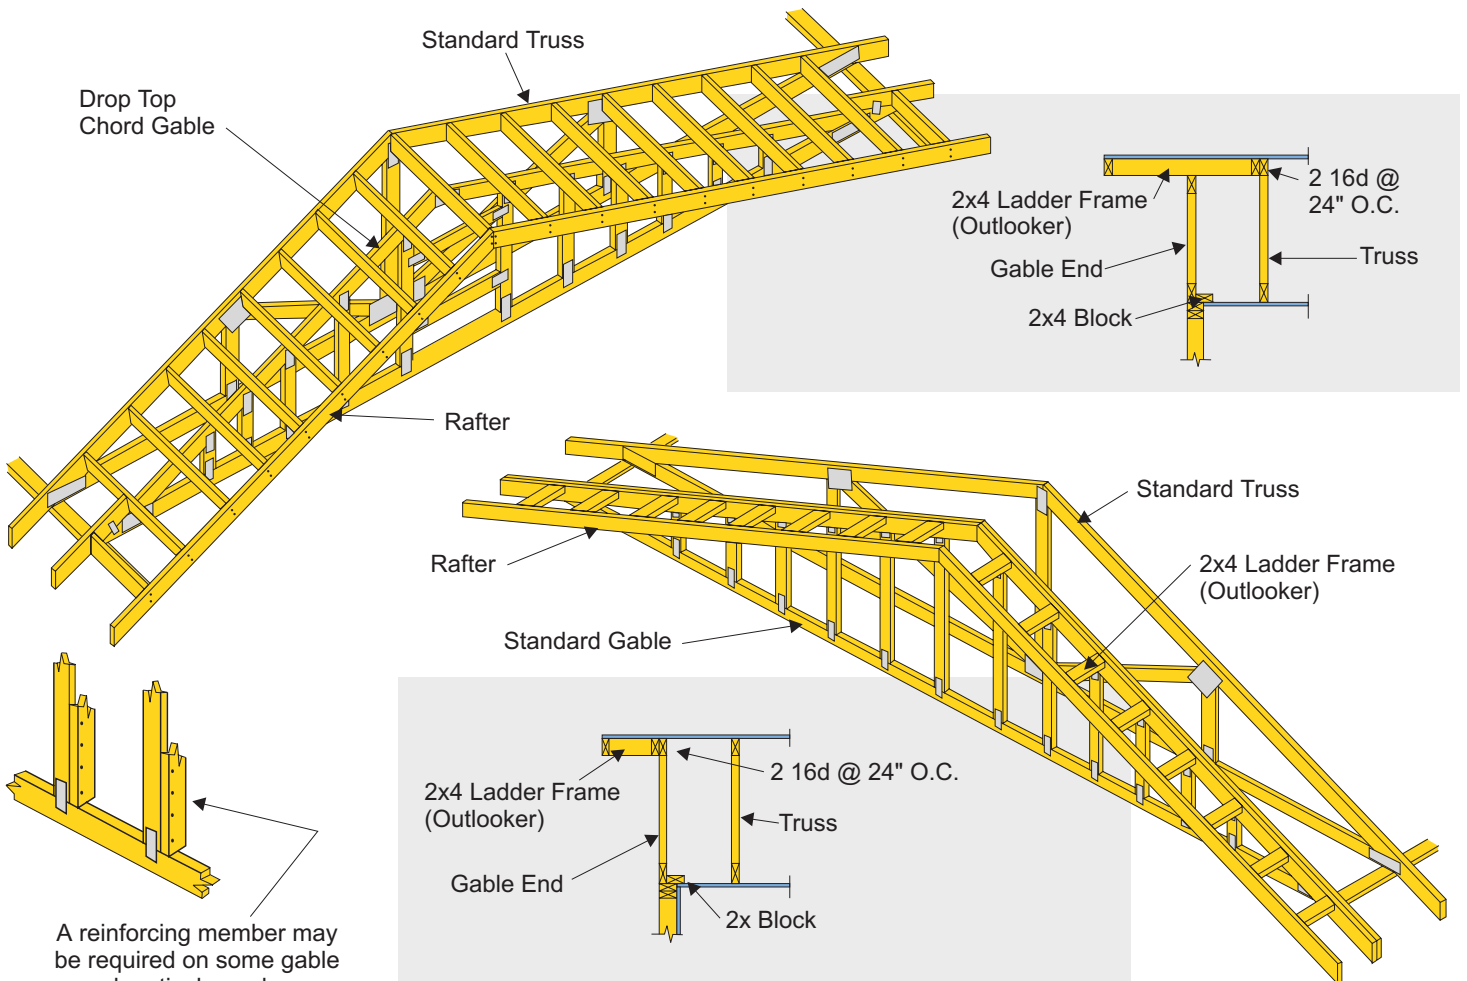 Standard Truss
Drop Top
Chord Gable
2x4 Ladder Frame
(Outlooker)
2 16d @
24" O.C.
Gable End
Truss
2x4 Block
Rafter
Standard Truss
Rafter
2x4 Ladder Frame
(Outlooker)
Standard Gable
2x4 Ladder Frame
(Outlooker)
2 16d @ 24" O.C.
Truss
Gable End
2x Block
A reinforcing member may
be required on some gable